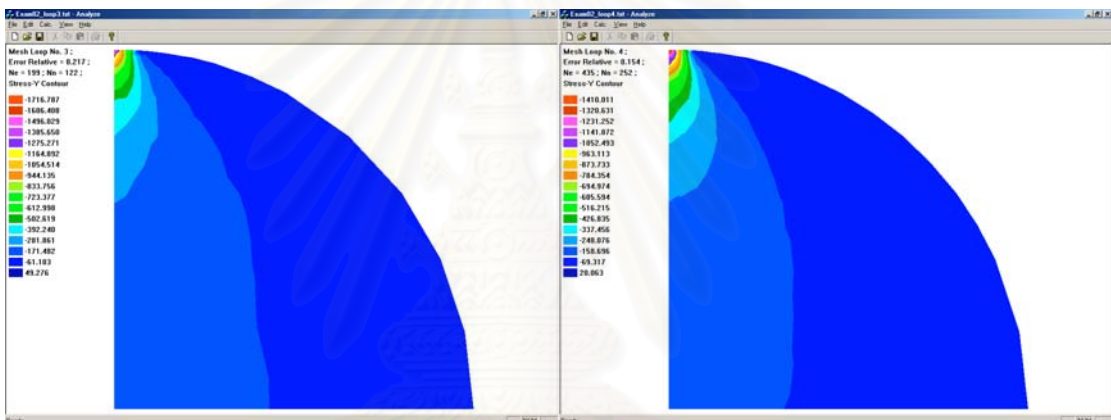 Exam02_loop3.txt - Analyze
File Edit Calc. View Help
Mesh Loop No. 3 ;
Error Relative = 0.217 ;
Ne = 199 ; Nn = 122 ;
Stress-Y Contour
-1716.787
-1606.408
-1496.029
-1385.650
-1275.271
-1164.892
-1054.514
-944.135
-833.756
-723.377
-612.998
-502.619
-392.240
-281.861
-171.482
-61.103
49.276
Exam02_loop4.txt - Analyze
File Edit Calc. View Help
Mesh Loop No. 4 ;
Error Relative = 0.154 ;
Ne = 435 ; Nn = 252 ;
Stress-Y Contour
-1410.011
-1320.631
-1231.252
-1141.872
-1052.493
-963.113
-873.733
-784.354
-694.974
-605.594
-516.215
-426.835
-337.456
-248.076
-158.696
-69.317
20.063